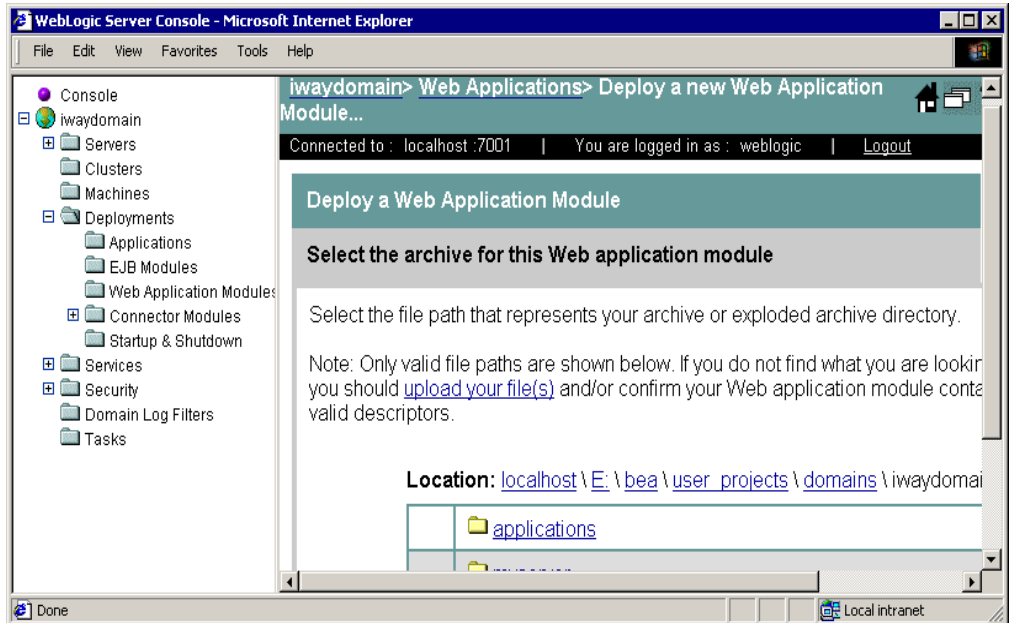 WebLogic Server Console - Microsoft Internet Explorer
File Edit View Favorites Tools Help
Console
iwaydomain
Servers
Clusters
Machines
Deployments
Applications
EJB Modules
Web Application Modules
Connector Modules
Startup & Shutdown
Services
Security
Domain Log Filters
Tasks
iwaydomain> Web Applications> Deploy a new Web Application
Module...
Connected to : localhost :7001 | You are logged in as : weblogic | Logout
Deploy a Web Application Module
Select the archive for this Web application module
Select the file path that represents your archive or exploded archive directory.
Note: Only valid file paths are shown below. If you do not find what you are
you should upload your file(s) and/or confirm your Web application module
valid descriptors.
Location: localhost \ E: \ bea \ user_projects \ domains \ iwaydomai
applications
Done
Local intranet